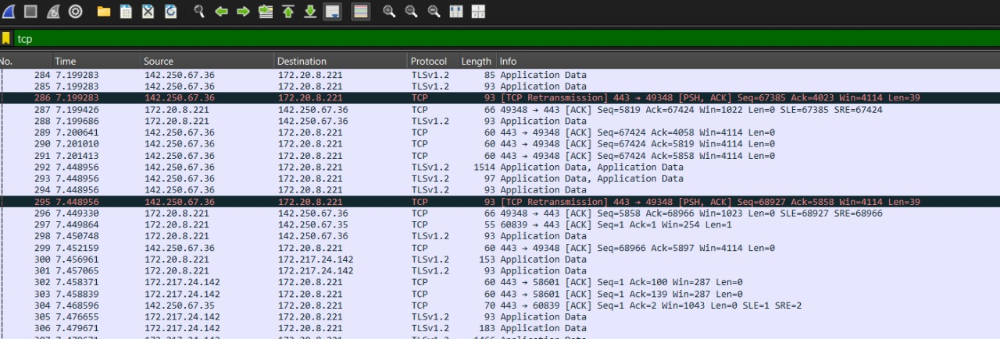 tcp
No. Time Source Destination Protocol Length Info
284 7.199283 142.250.67.36 172.20.8.221 TLSv1.2 85 Application Data
285 7.199283 142.250.67.36 172.20.8.221 TLSv1.2 93 Application Data
286 7.199283 142.250.67.36 172.20.8.221 TCP 93 [TCP Retransmission] 443 → 49348 [PSH, ACK] Seq=67385 Ack=4023 Win=4114 Len=39
287 7.199426 172.20.8.221 142.250.67.36 TCP 66 49348 → 443 [ACK] Seq=5819 Ack=67424 Win=1022 Len=0 SLE=67385 SRE=67424
288 7.199686 172.20.8.221 142.250.67.36 TLSv1.2 93 Application Data
289 7.200641 142.250.67.36 172.20.8.221 TCP 60 443 → 49348 [ACK] Seq=67424 Ack=4058 Win=4114 Len=0
290 7.201010 142.250.67.36 172.20.8.221 TCP 60 443 → 49348 [ACK] Seq=67424 Ack=5819 Win=4114 Len=0
291 7.201413 142.250.67.36 172.20.8.221 TCP 60 443 → 49348 [ACK] Seq=67424 Ack=5858 Win=4114 Len=0
292 7.448956 142.250.67.36 172.20.8.221 TLSv1.2 1514 Application Data, Application Data
293 7.448956 142.250.67.36 172.20.8.221 TLSv1.2 97 Application Data, Application Data
294 7.448956 142.250.67.36 172.20.8.221 TLSv1.2 93 Application Data
295 7.448956 142.250.67.36 172.20.8.221 TCP 93 [TCP Retransmission] 443 → 49348 [PSH, ACK] Seq=68927 Ack=5858 Win=4114 Len=39
296 7.449330 172.20.8.221 142.250.67.36 TCP 66 49348 → 443 [ACK] Seq=5858 Ack=68966 Win=1023 Len=0 SLE=68927 SRE=68966
297 7.449864 172.20.8.221 142.250.67.35 TCP 55 60839 → 443 [ACK] Seq=1 Ack=1 Win=254 Len=1
298 7.450748 172.20.8.221 142.250.67.36 TLSv1.2 93 Application Data
299 7.452159 142.250.67.36 172.20.8.221 TCP 60 443 → 49348 [ACK] Seq=68966 Ack=5897 Win=4114 Len=0
300 7.456961 172.20.8.221 172.217.24.142 TLSv1.2 153 Application Data
301 7.457065 172.20.8.221 172.217.24.142 TLSv1.2 93 Application Data
302 7.458371 172.217.24.142 172.20.8.221 TCP 60 443 → 58601 [ACK] Seq=1 Ack=100 Win=287 Len=0
303 7.458839 172.217.24.142 172.20.8.221 TCP 60 443 → 58601 [ACK] Seq=1 Ack=139 Win=287 Len=0
304 7.468596 142.250.67.35 172.20.8.221 TCP 70 443 → 60839 [ACK] Seq=1 Ack=2 Win=1043 Len=0 SLE=1 SRE=2
305 7.476655 172.217.24.142 172.20.8.221 TLSv1.2 93 Application Data
306 7.479671 172.217.24.142 172.20.8.221 TLSv1.2 183 Application Data